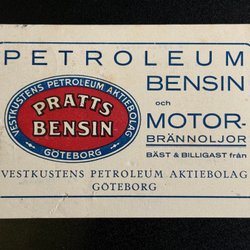 PETROLEUM
BENSIN
och
MOTOR-
BRÄNNOLJOR
BÄST & BILLIGAST från
VESTKUSTENS PETROLEUM AKTIEBOLAG
PRATTS
BENSIN
GÖTEBORG
VESTKUSTENS PETROLEUM AKTIEBOLAG
GÖTEBORG